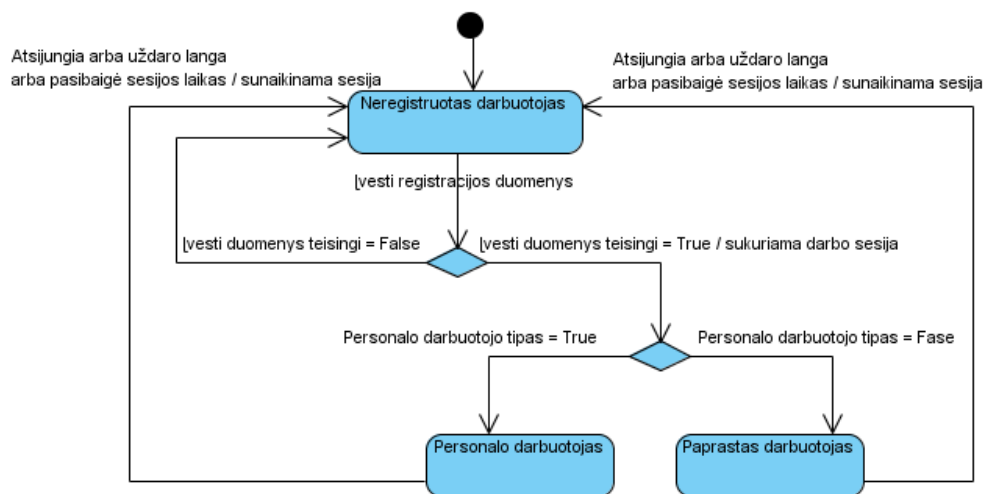 Atsijungia arba uždaro langa
arba pasibaigė sesijos laikas / sunaikinama sesija
Atsijungia arba uždaro langa
arba pasibaigė sesijos laikas / sunaikinama sesija
Neregistruotas darbuotojas
Įvesti registracijos duomenys
Įvesti duomenys teisingi = False
Įvesti duomenys teisingi = True / sukuriama darbo sesija
Personalo darbuotojo tipas = True
Personalo darbuotojo tipas = Fase
Personalo darbuotojas
Paprastas darbuotojas